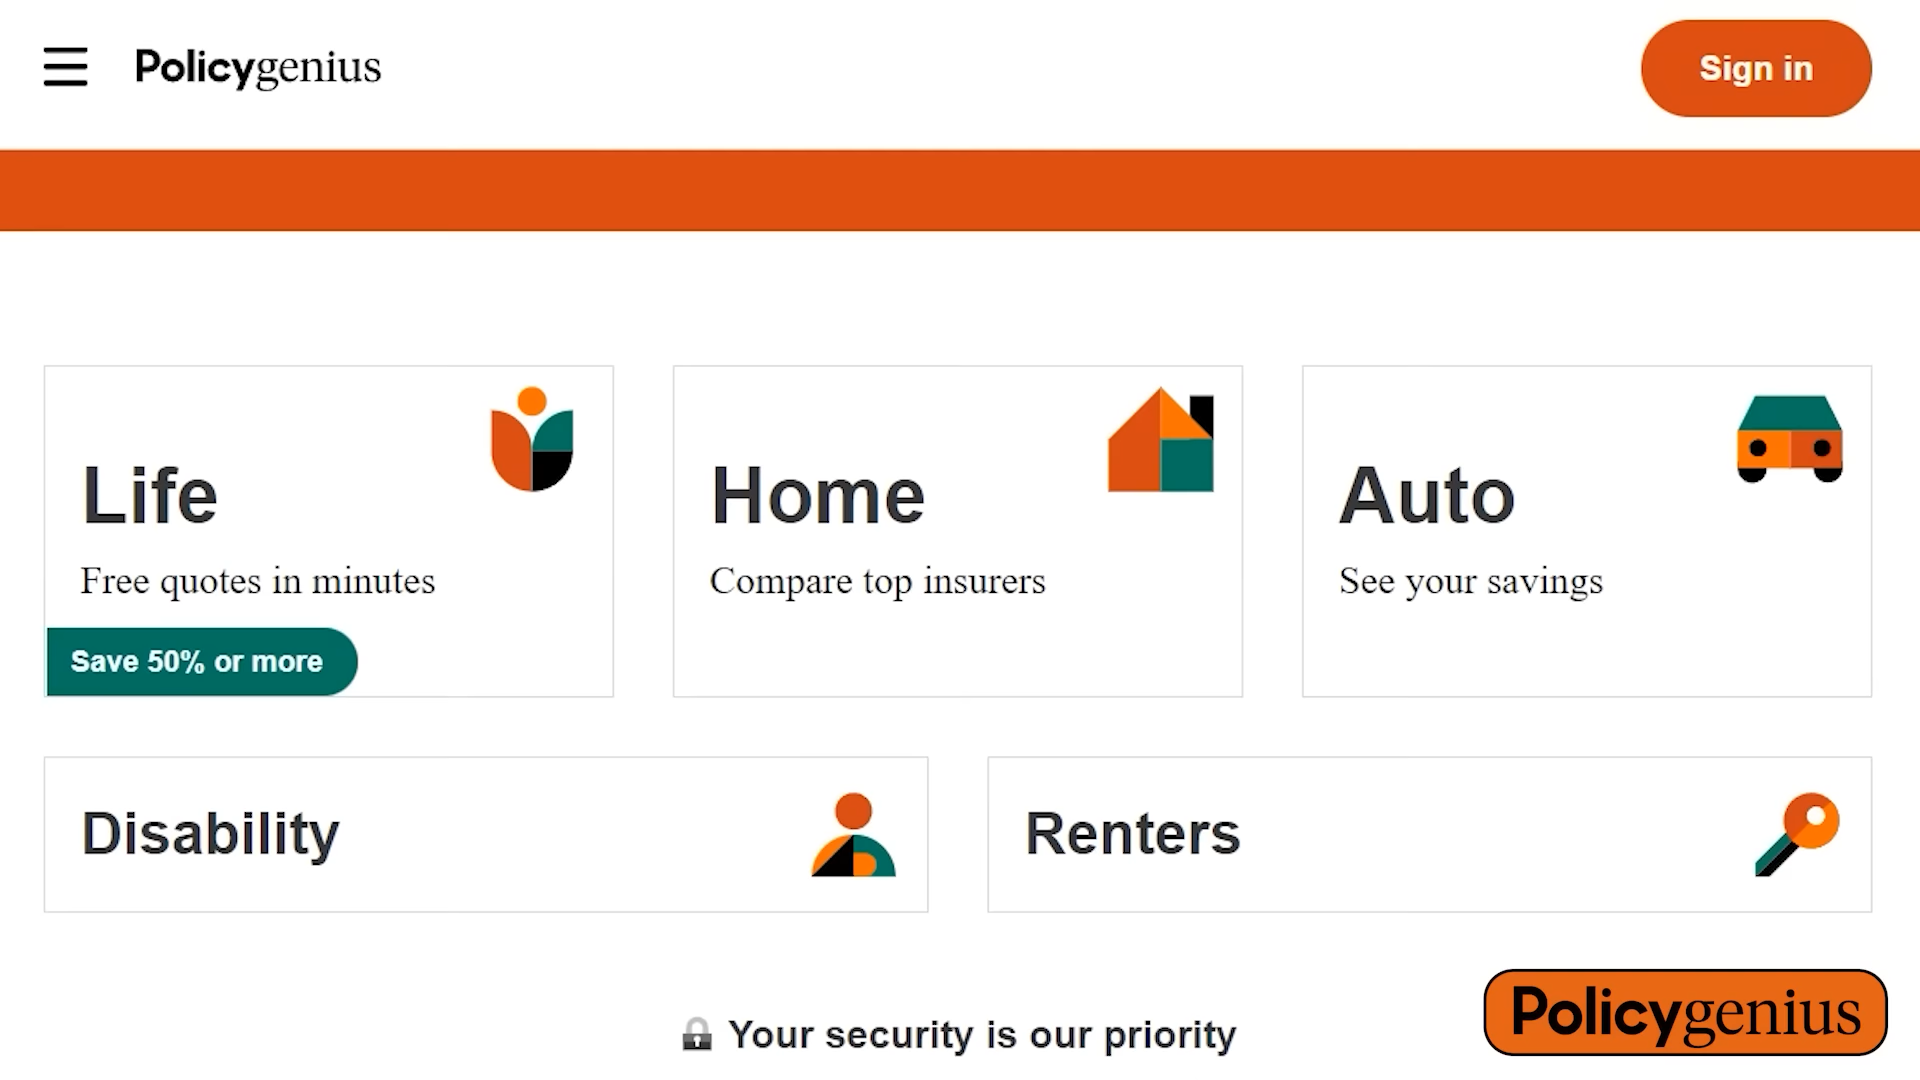 Policygenius
Sign in
Life
Free quotes in minutes
Save 50% or more
Home
Compare top insurers
Auto
See your savings
Disability
Renters
Your security is our priority
Policygenius